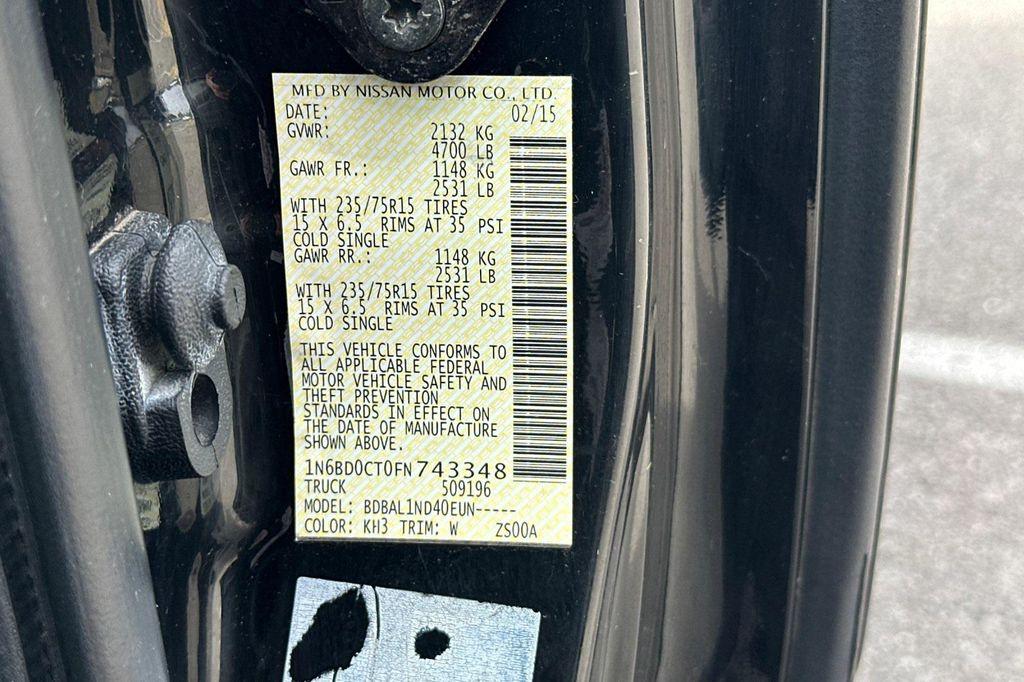 MFD BY NISSAN MOTOR CO., LTD.
DATE: 02/15
GVWR: 2132 KG
4700 LB
GAWR FR.: 1148 KG
2531 LB
WITH 235/75R15 TIRES
15 X 6.5 RIMS AT 35 PSI
COLD SINGLE
GAWR RR.: 1148 KG
2531 LB
WITH 235/75R15 TIRES
15 X 6.5 RIMS AT 35 PSI
COLD SINGLE
THIS VEHICLE CONFORMS TO
ALL APPLICABLE FEDERAL
MOTOR VEHICLE SAFETY AND
THEFT PREVENTION
STANDARDS IN EFFECT ON
THE DATE OF MANUFACTURE
SHOWN ABOVE.
1N6BD0CT0FN743348
TRUCK 509196
MODEL: BDBAL1ND40EUN-----
COLOR: KH3 TRIM: W ZS00A